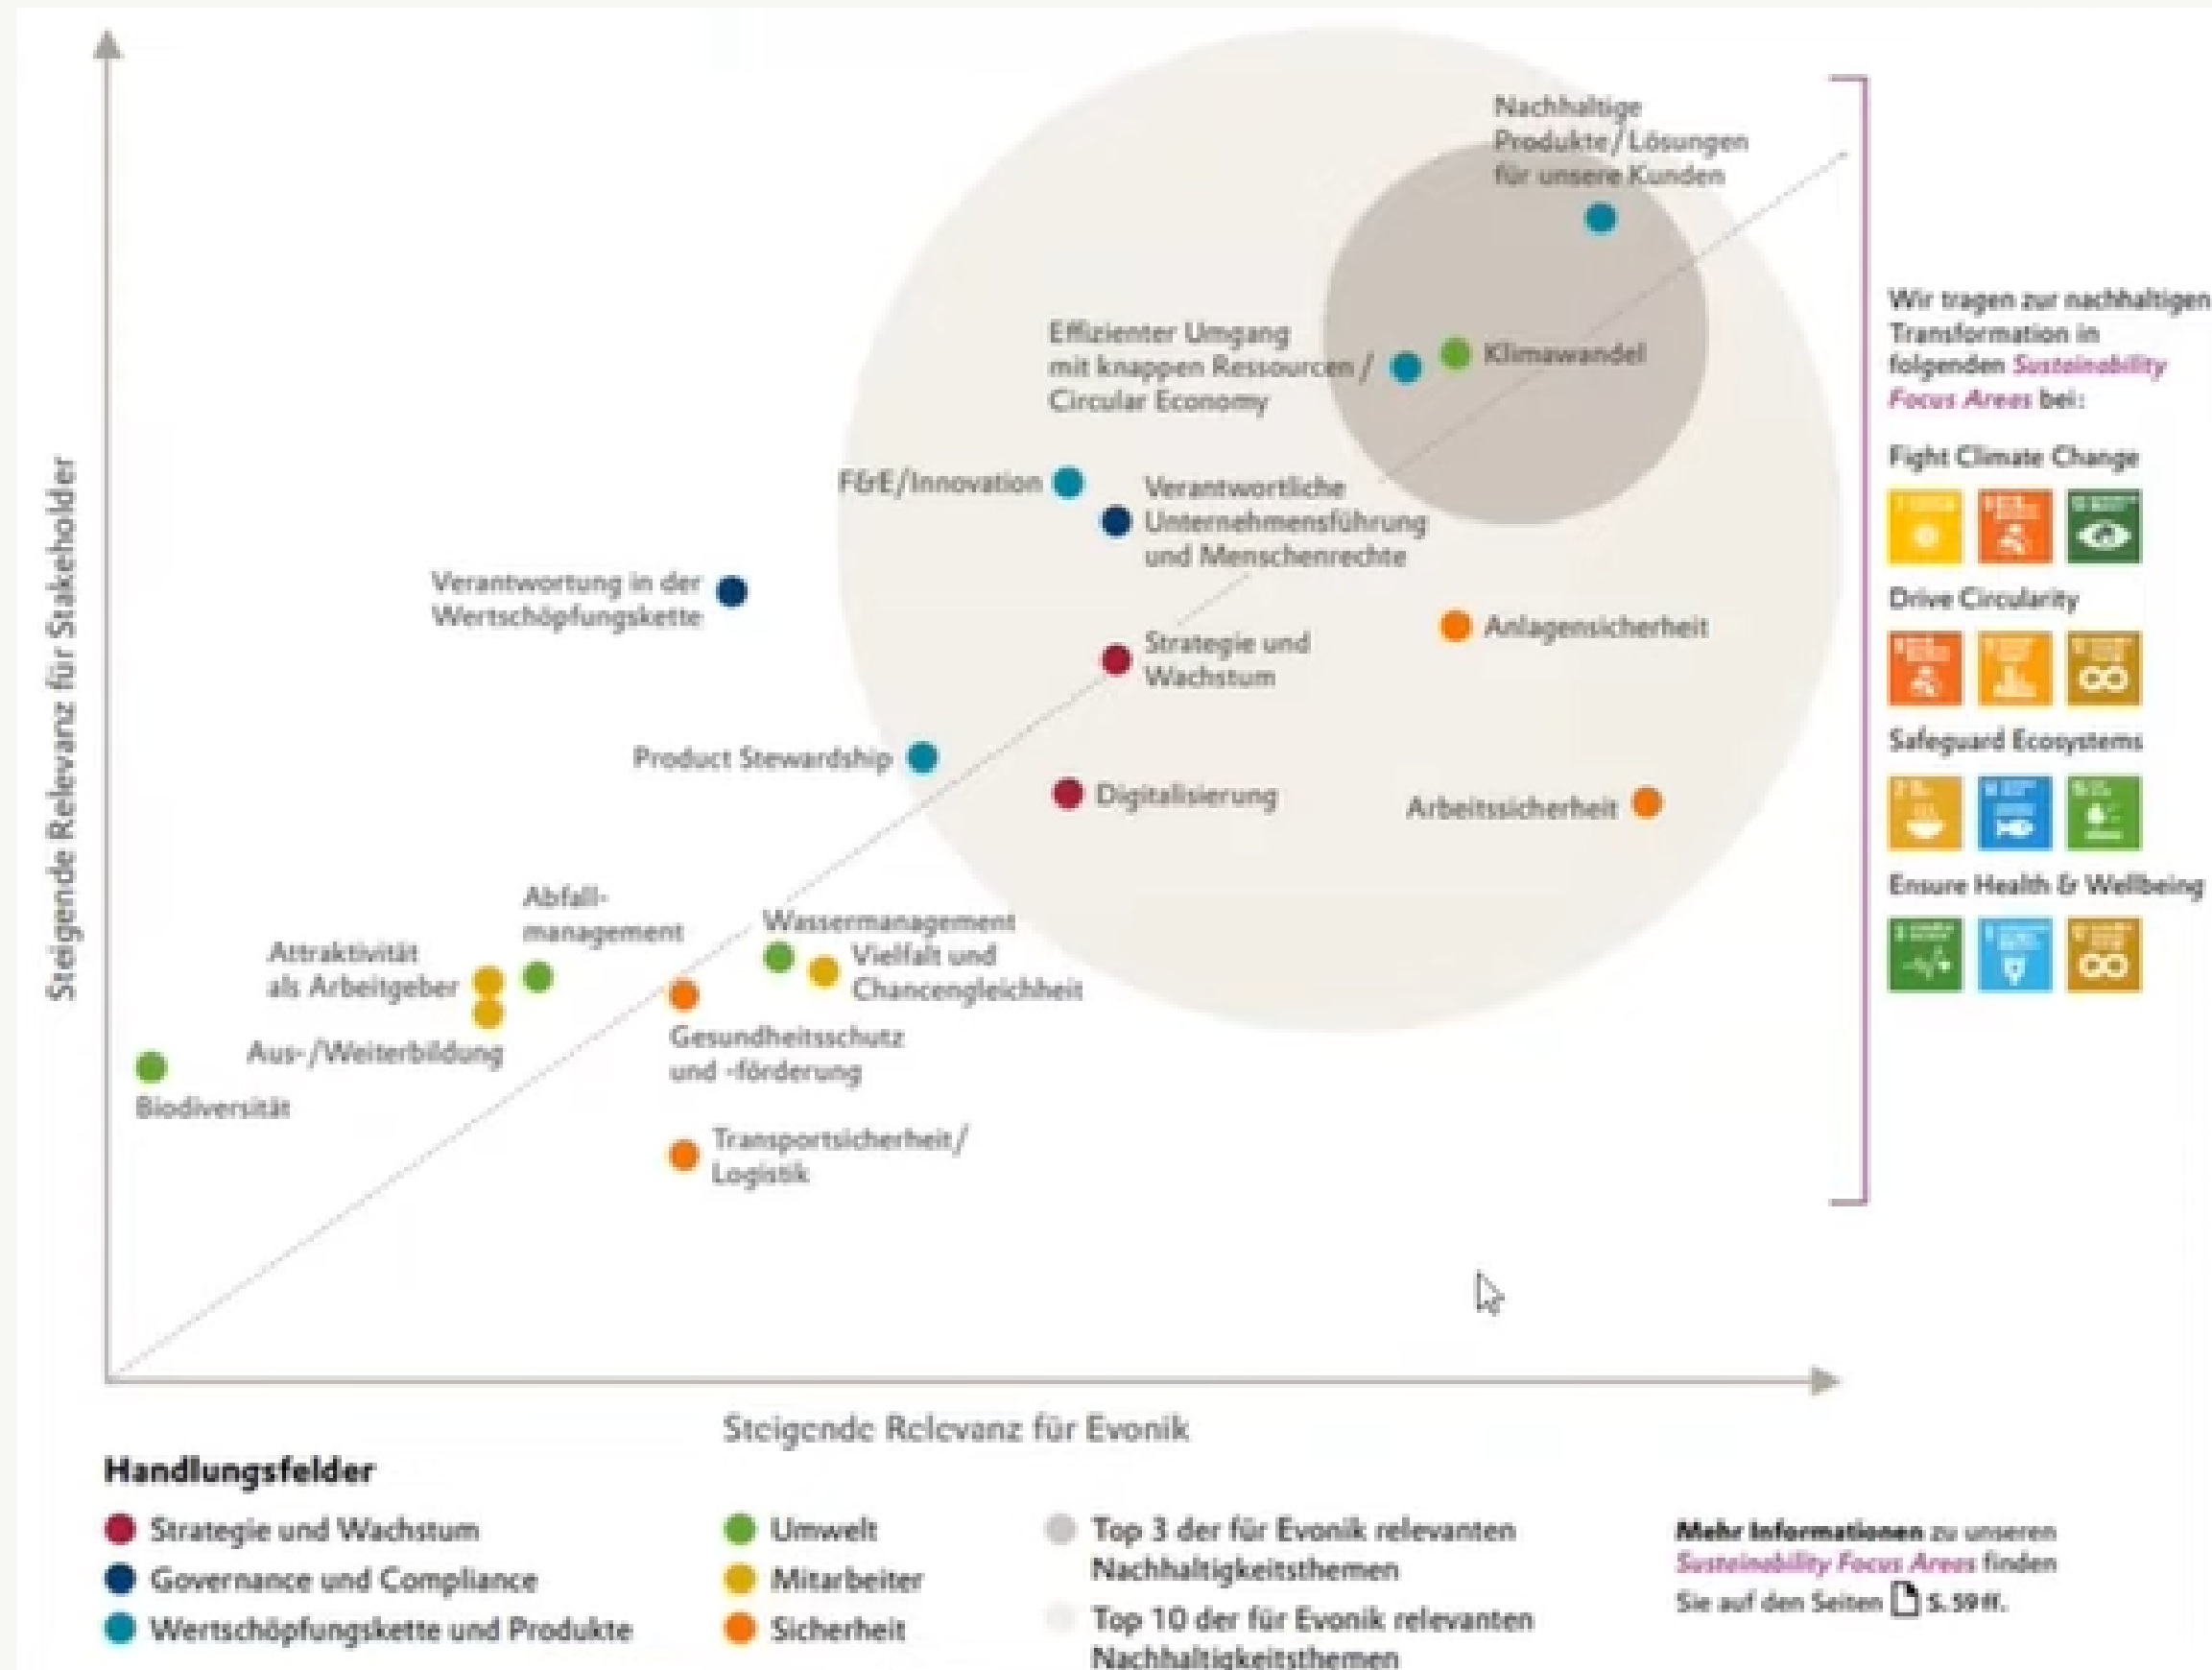 Steigende Relevanz für Stakeholder
Nachhaltige
Produkte/Lösungen
für unsere Kunden
Effizienter Umgang
mit knappen Ressourcen /
Circular Economy
Klimawandel
F&E/Innovation
Verantwortliche
Unternehmensführung
und Menschenrechte
Verantwortung in der
Wertschöpfungskette
Anlagensicherheit
Strategie und
Wachstum
Product Stewardship
Digitalisierung
Arbeitssicherheit
Abfall-
management
Wassermanagement
Attraktivität
als Arbeitgeber
Vielfalt und
Chancengleichheit
Aus-/Weiterbildung
Gesundheitsschutz
und -förderung
Biodiversität
Transportsicherheit/
Logistik
Steigende Relevanz für Evonik
Wir tragen zur nachhaltigen
Transformation in
folgenden Sustainability
Focus Areas bei:
Fight Climate Change
Drive Circularity
Safeguard Ecosystems
Ensure Health & Wellbeing
Handlungsfelder
Strategie und Wachstum
Governance und Compliance
Wertschöpfungskette und Produkte
Umwelt
Mitarbeiter
Sicherheit
Top 3 der für Evonik relevanten
Nachhaltigkeitsthemen
Top 10 der für Evonik relevanten
Nachhaltigkeitsthemen
Mehr Informationen zu unseren
Sustainability Focus Areas finden
Sie auf den Seiten S. 59 ff.